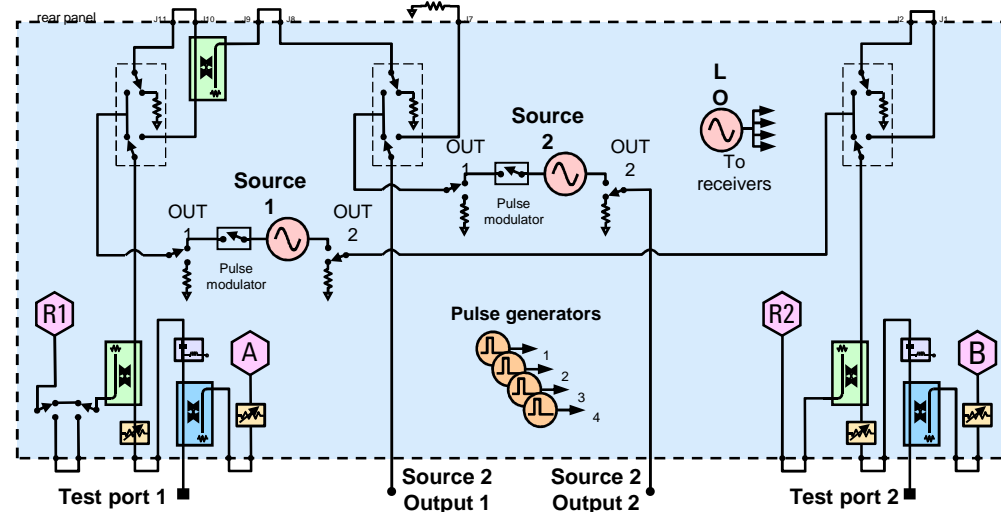 rear panel
J11 J10 J9 J8 J7 J2 J1
L
O
To
receivers
Source
2
OUT
1
OUT
2
Pulse
modulator
Source
1
OUT
1
OUT
2
Pulse
modulator
R1
A
Pulse generators
1
2
3
4
R2
B
Test port 1
Source 2
Output 1
Source 2
Output 2
Test port 2